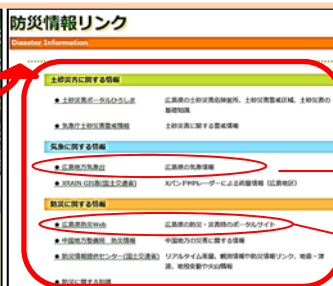 防災情報リンク
Disaster Information
土砂災害に関する情報
◆ 土砂災害ポータルひろしま 広島県の土砂災害危険箇所、土砂災害警戒区域、土砂災害の
基礎知識
◆ 気象庁土砂災害警戒情報 土砂災害に関する警戒情報
気象に関する情報
◆ 広島地方気象台 広島県の気象情報
◆ XRAIN GIS版(国土交通省) XバンドMPレーダーによる雨量情報（広島地区）
防災に関する情報
◆ 広島県防災Web 広島県の防災・災害時のポータルサイト
◆ 中国地方整備局 防災情報 中国地方の災害に関する情報
◆ 防災情報提供センター(国土交通省) リアルタイム雨量、観測情報や防災情報リンク、地震・津
波、地殻変動や火山情報
◆ 防災に関する知識